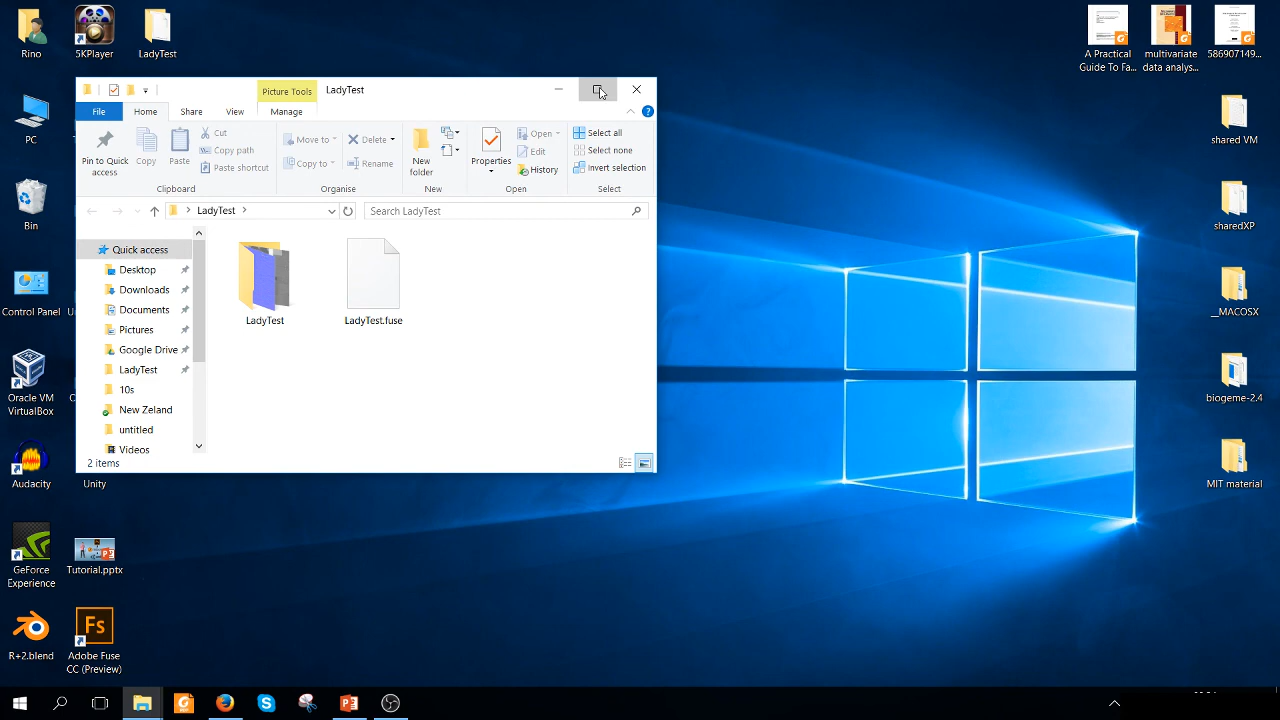 Rino
5KPlayer
LadyTest
A Practical
Guide To Fa...
multivariate
data analys...
586907149...
Picture Tools
LadyTest
File
Home
Share
View
Manage
Pin to Quick
access
Copy
Paste
Cut
Copy path
Paste shortcut
Clipboard
Move to
Copy to
Delete
Rename
Organise
New
folder
New
Properties
Open
Edit
History
Open
Select all
Select none
Invert selection
Select
LadyTest
Search LadyTest
Quick access
Desktop
Downloads
Documents
Pictures
Google Drive
LadyTest
10s
New Zeland
untitled
Videos
LadyTest
LadyTest.fuse
2 items
PC
Bin
Control Panel
Oracle VM
VirtualBox
Audacity
Unity
GeForce
Experience
Tutorial.pptx
R+2.blend
Fs
Adobe Fuse
CC (Preview)
shared VM
sharedXP
__MACOSX
biogeme-2.4
MIT material